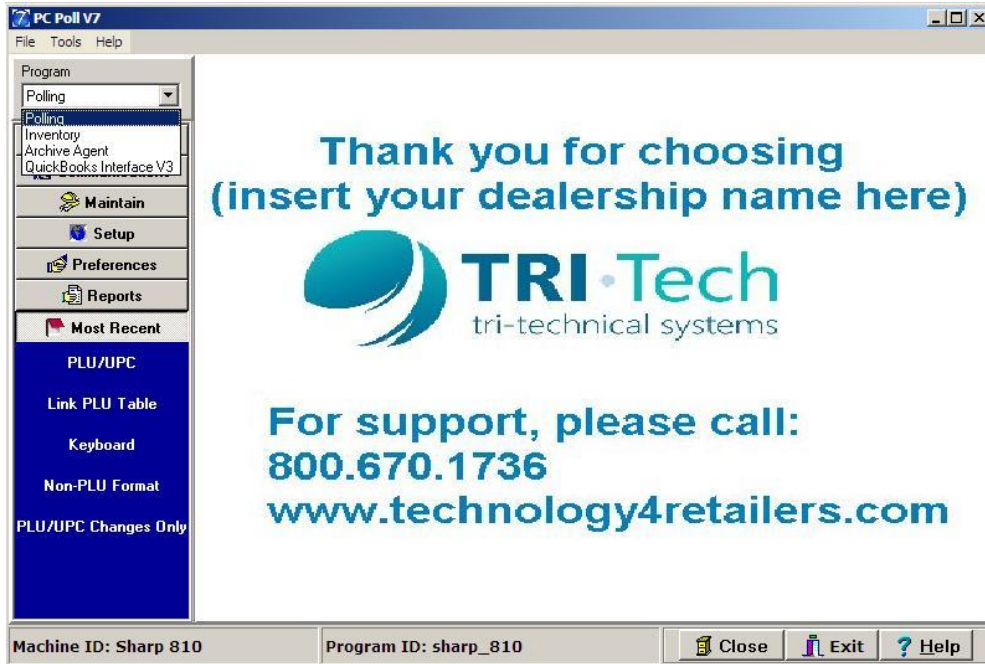 PC Poll V7
File Tools Help
Program
Polling
Polling
Inventory
Archive Agent
QuickBooks Interface V3
Maintain
Setup
Preferences
Reports
Most Recent
PLU/UPC
Link PLU Table
Keyboard
Non-PLU Format
PLU/UPC Changes Only
Thank you for choosing
(insert your dealership name here)
TRI·Tech
tri-technical systems
For support, please call:
800.670.1736
www.technology4retailers.com
Machine ID: Sharp 810
Program ID: sharp_810
Close
Exit
? Help